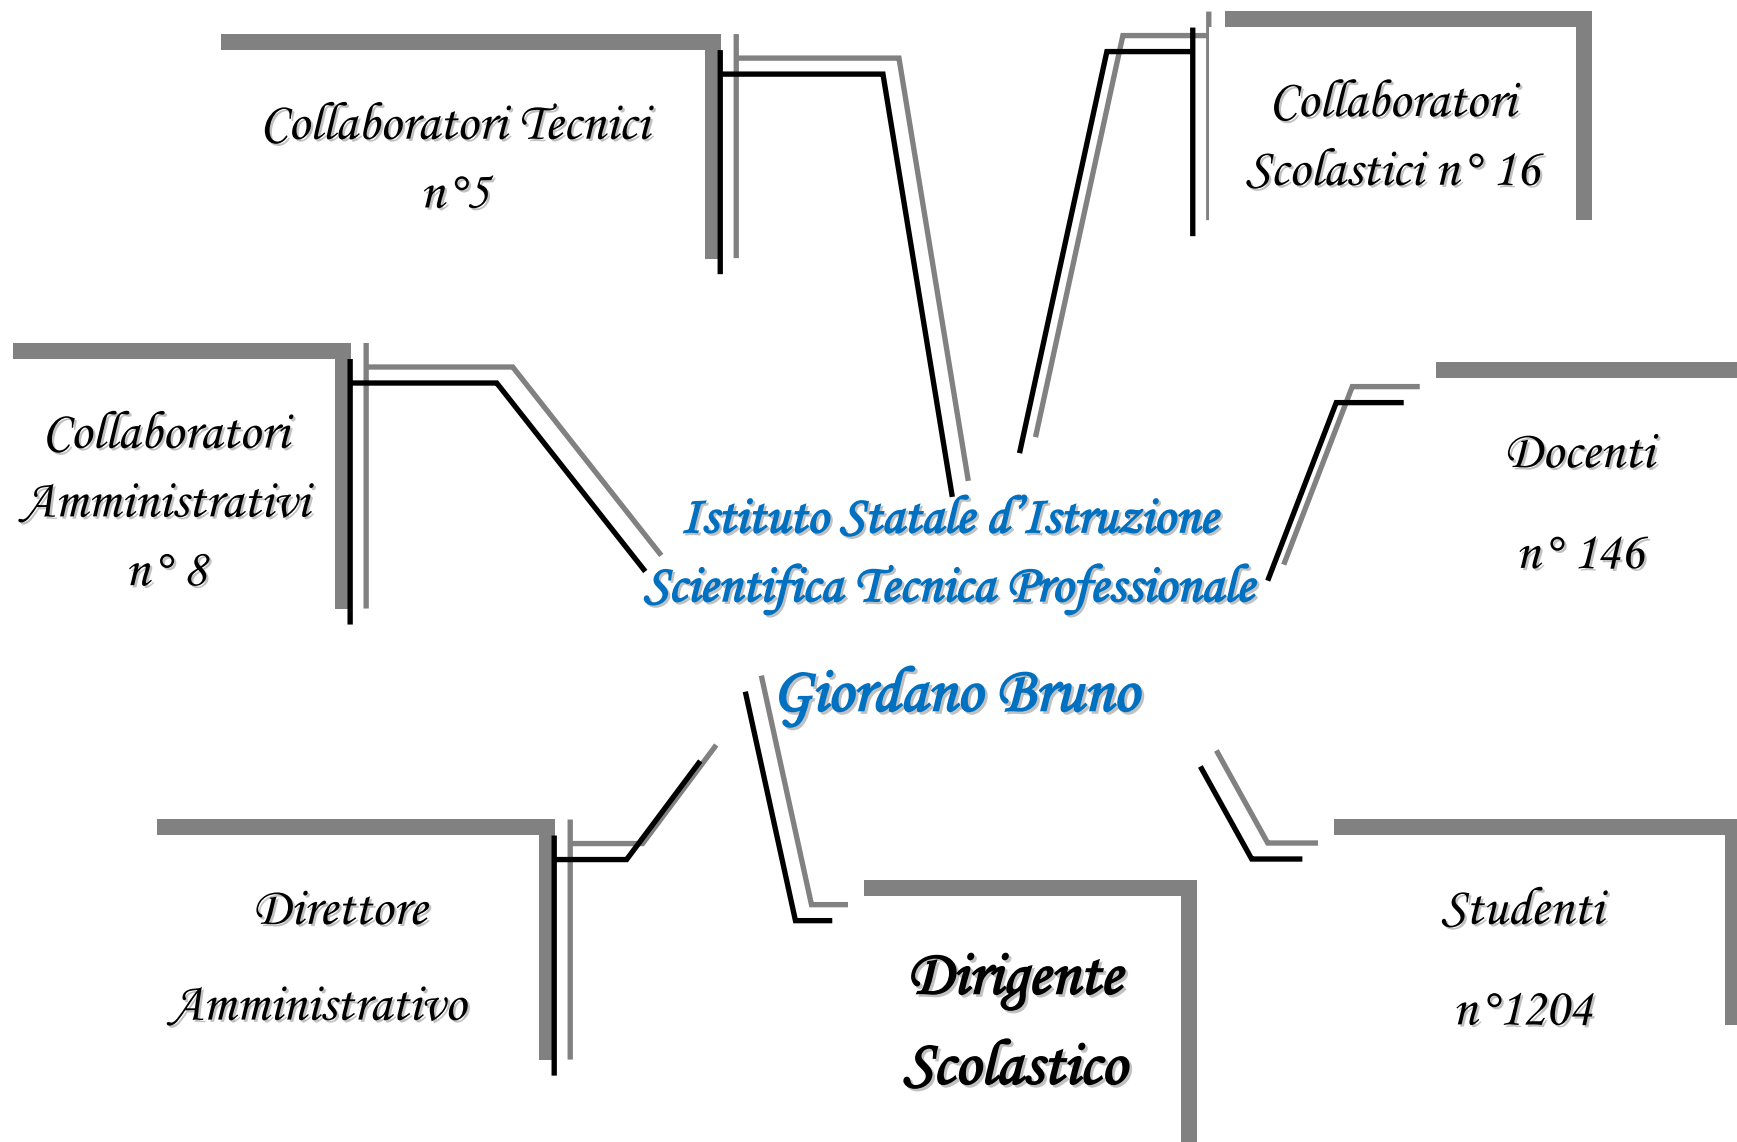 Collaboratori Tecnici
n°5
Collaboratori
Scolastici n° 16
Collaboratori
Amministrativi
n° 8
Istituto Statale d’Istruzione
Scientifica Tecnica Professionale
Giordano Bruno
Docenti
n° 146
Direttore
Amministrativo
Dirigente
Scolastico
Studenti
n°1204